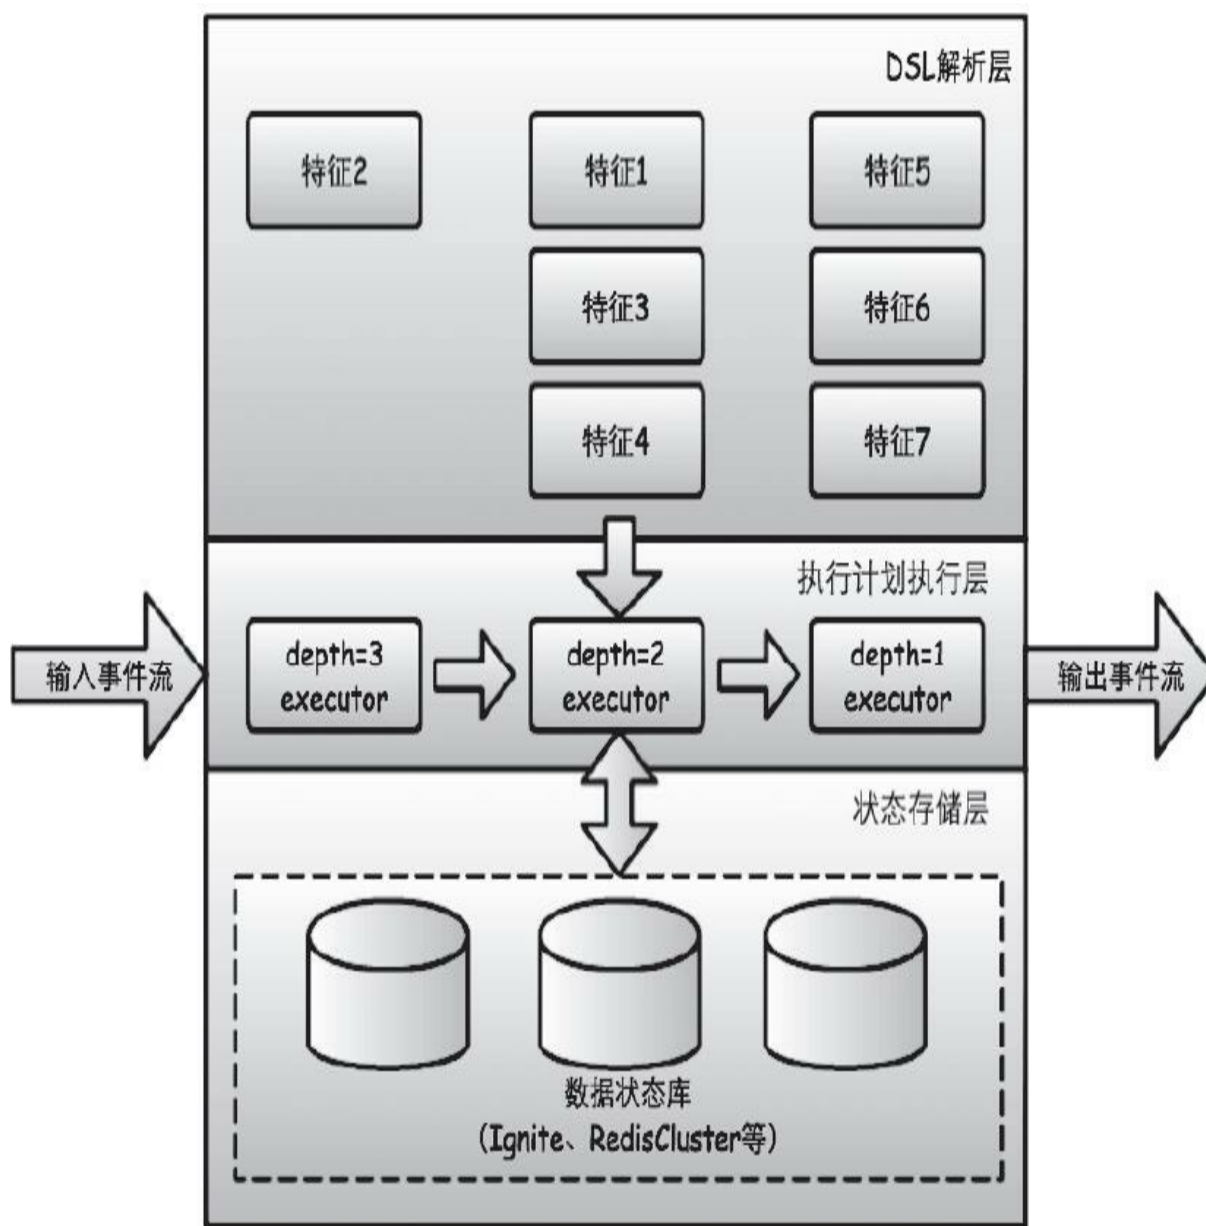 DSL解析层
特征2
特征1
特征5
特征3
特征6
特征4
特征7
执行计划执行层
输入事件流
depth=3
executor
depth=2
executor
depth=1
executor
输出事件流
状态存储层
数据状态库
（Ignite、RedisCluster等）